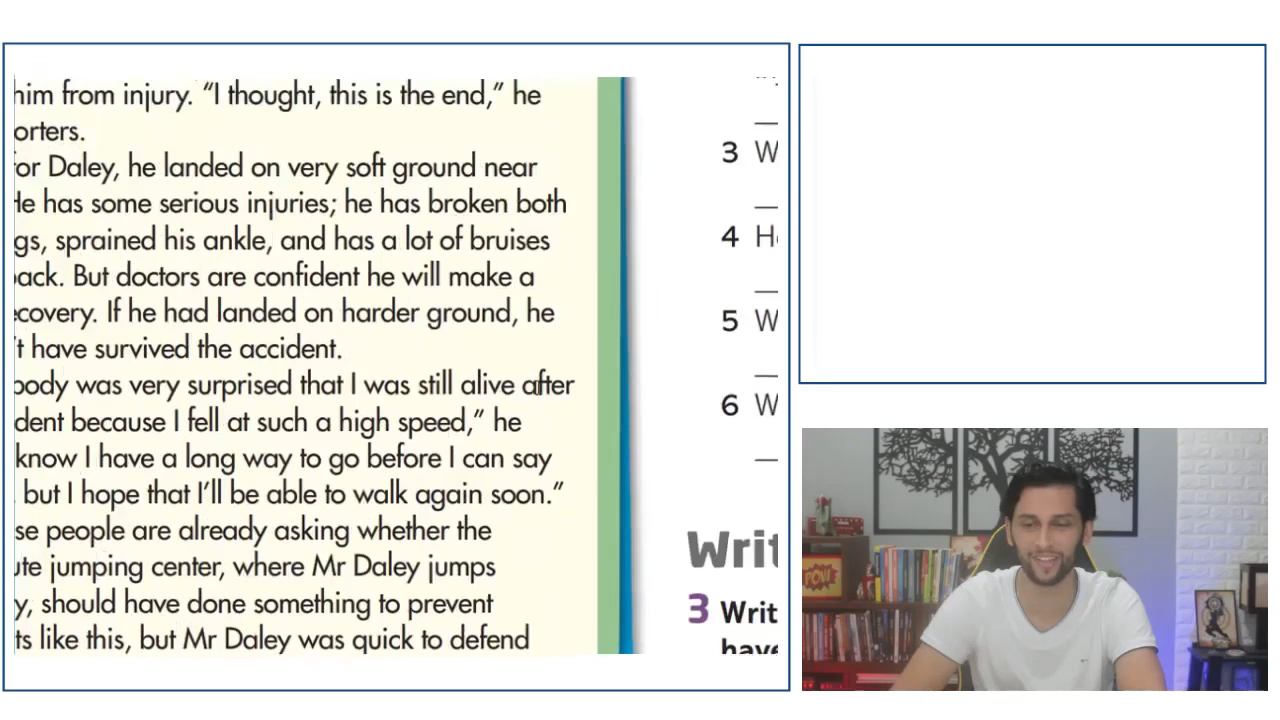 him from injury. “I thought, this is the end,” he
orters.
for Daley, he landed on very soft ground near
He has some serious injuries; he has broken both
gs, sprained his ankle, and has a lot of bruises
back. But doctors are confident he will make a
ecovery. If he had landed on harder ground, he
’t have survived the accident.
body was very surprised that I was still alive after
dent because I fell at such a high speed,” he
know I have a long way to go before I can say
but I hope that I’ll be able to walk again soon.”
se people are already asking whether the
ute jumping center, where Mr Daley jumps
y, should have done something to prevent
ts like this, but Mr Daley was quick to defend
3 W
4 H
5 W
6 W
Writ
3 Writ
have
POW